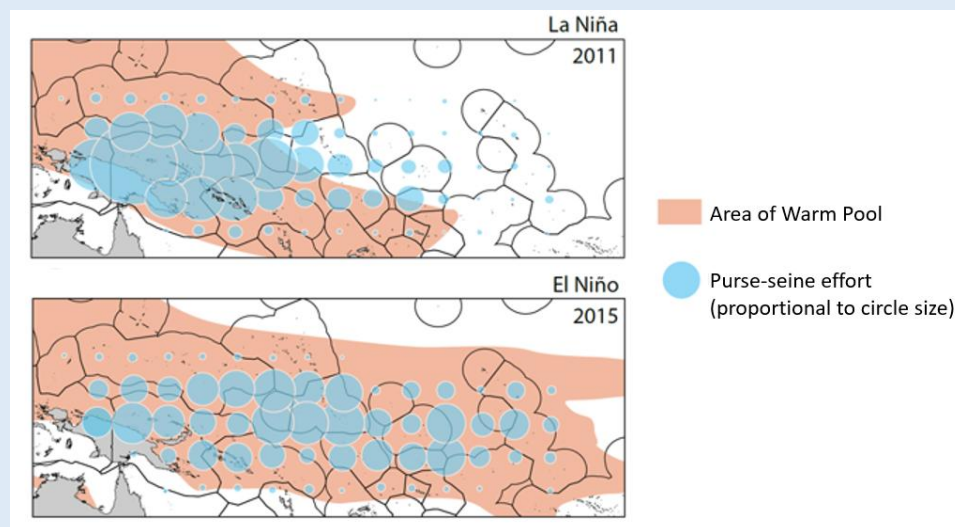 La Niña
2011
Area of Warm Pool
Purse-seine effort
(proportional to circle size)
El Niño
2015